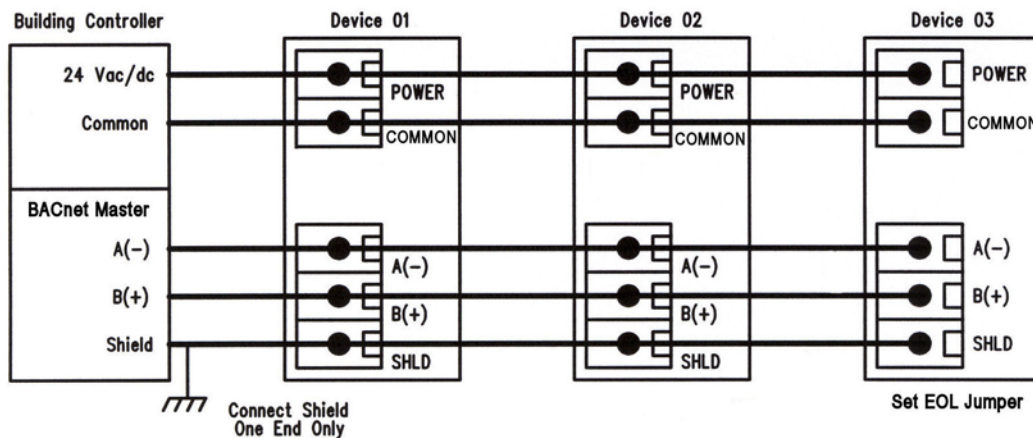 Building Controller
Device 01
Device 02
Device 03
24 Vac/dc
POWER
POWER
POWER
Common
COMMON
COMMON
COMMON
BACnet Master
A(-)
A(-)
A(-)
A(-)
B(+)
B(+)
B(+)
B(+)
Shield
SHLD
SHLD
SHLD
Connect Shield
One End Only
Set EOL Jumper